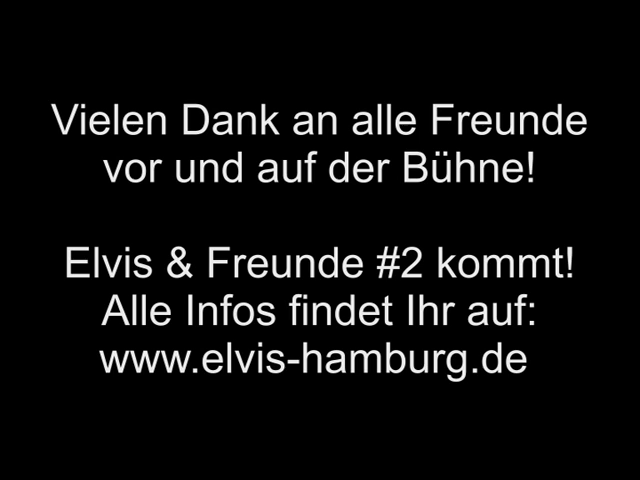 Vielen Dank an alle Freunde
vor und auf der Bühne!
Elvis & Freunde #2 kommt!
Alle Infos findet Ihr auf:
www.elvis-hamburg.de